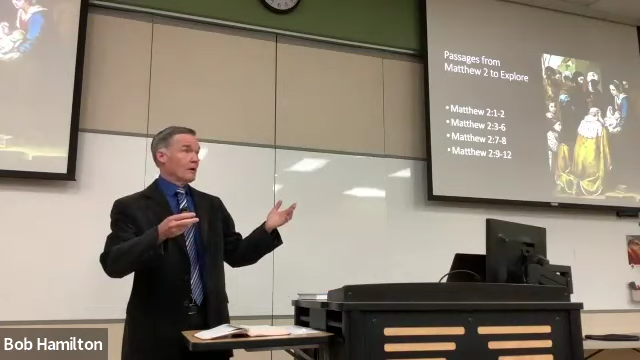 Passages from
Matthew 2 to Explore
• Matthew 2:1-2
• Matthew 2:3-6
• Matthew 2:7-8
• Matthew 2:9-12
Bob Hamilton